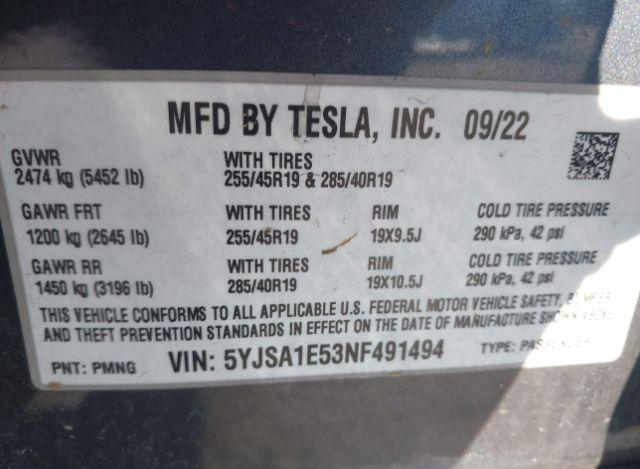 MFD BY TESLA, INC. 09/22
GVWR WITH TIRES
2474 kg (5452 lb) 255/45R19 & 285/40R19
GAWR FRT WITH TIRES RIM COLD TIRE PRESSURE
1200 kg (2645 lb) 255/45R19 19X9.5J 290 kPa, 42 psi
GAWR RR WITH TIRES RIM COLD TIRE PRESSURE
1450 kg (3196 lb) 285/40R19 19X10.5J 290 kPa, 42 psi
THIS VEHICLE CONFORMS TO ALL APPLICABLE U.S. FEDERAL MOTOR VEHICLE SAFETY, BUMPER
AND THEFT PREVENTION STANDARDS IN EFFECT ON THE DATE OF MANUFACTURE SHOWN ABOVE.
PNT: PMNG VIN: 5YJSA1E53NF491494 TYPE: PASSENGER